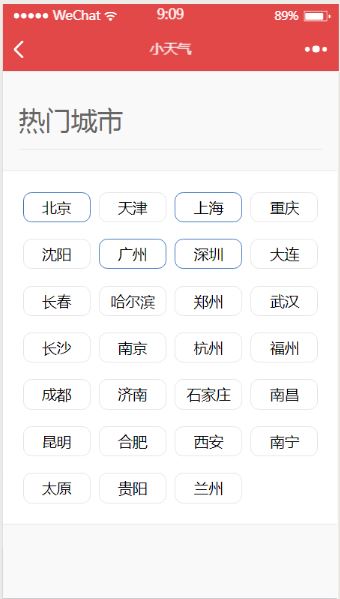 WeChat 9:09 89%
小天气
热门城市
北京 天津 上海 重庆
沈阳 广州 深圳 大连
长春 哈尔滨 郑州 武汉
长沙 南京 杭州 福州
成都 济南 石家庄 南昌
昆明 合肥 西安 南宁
太原 贵阳 兰州